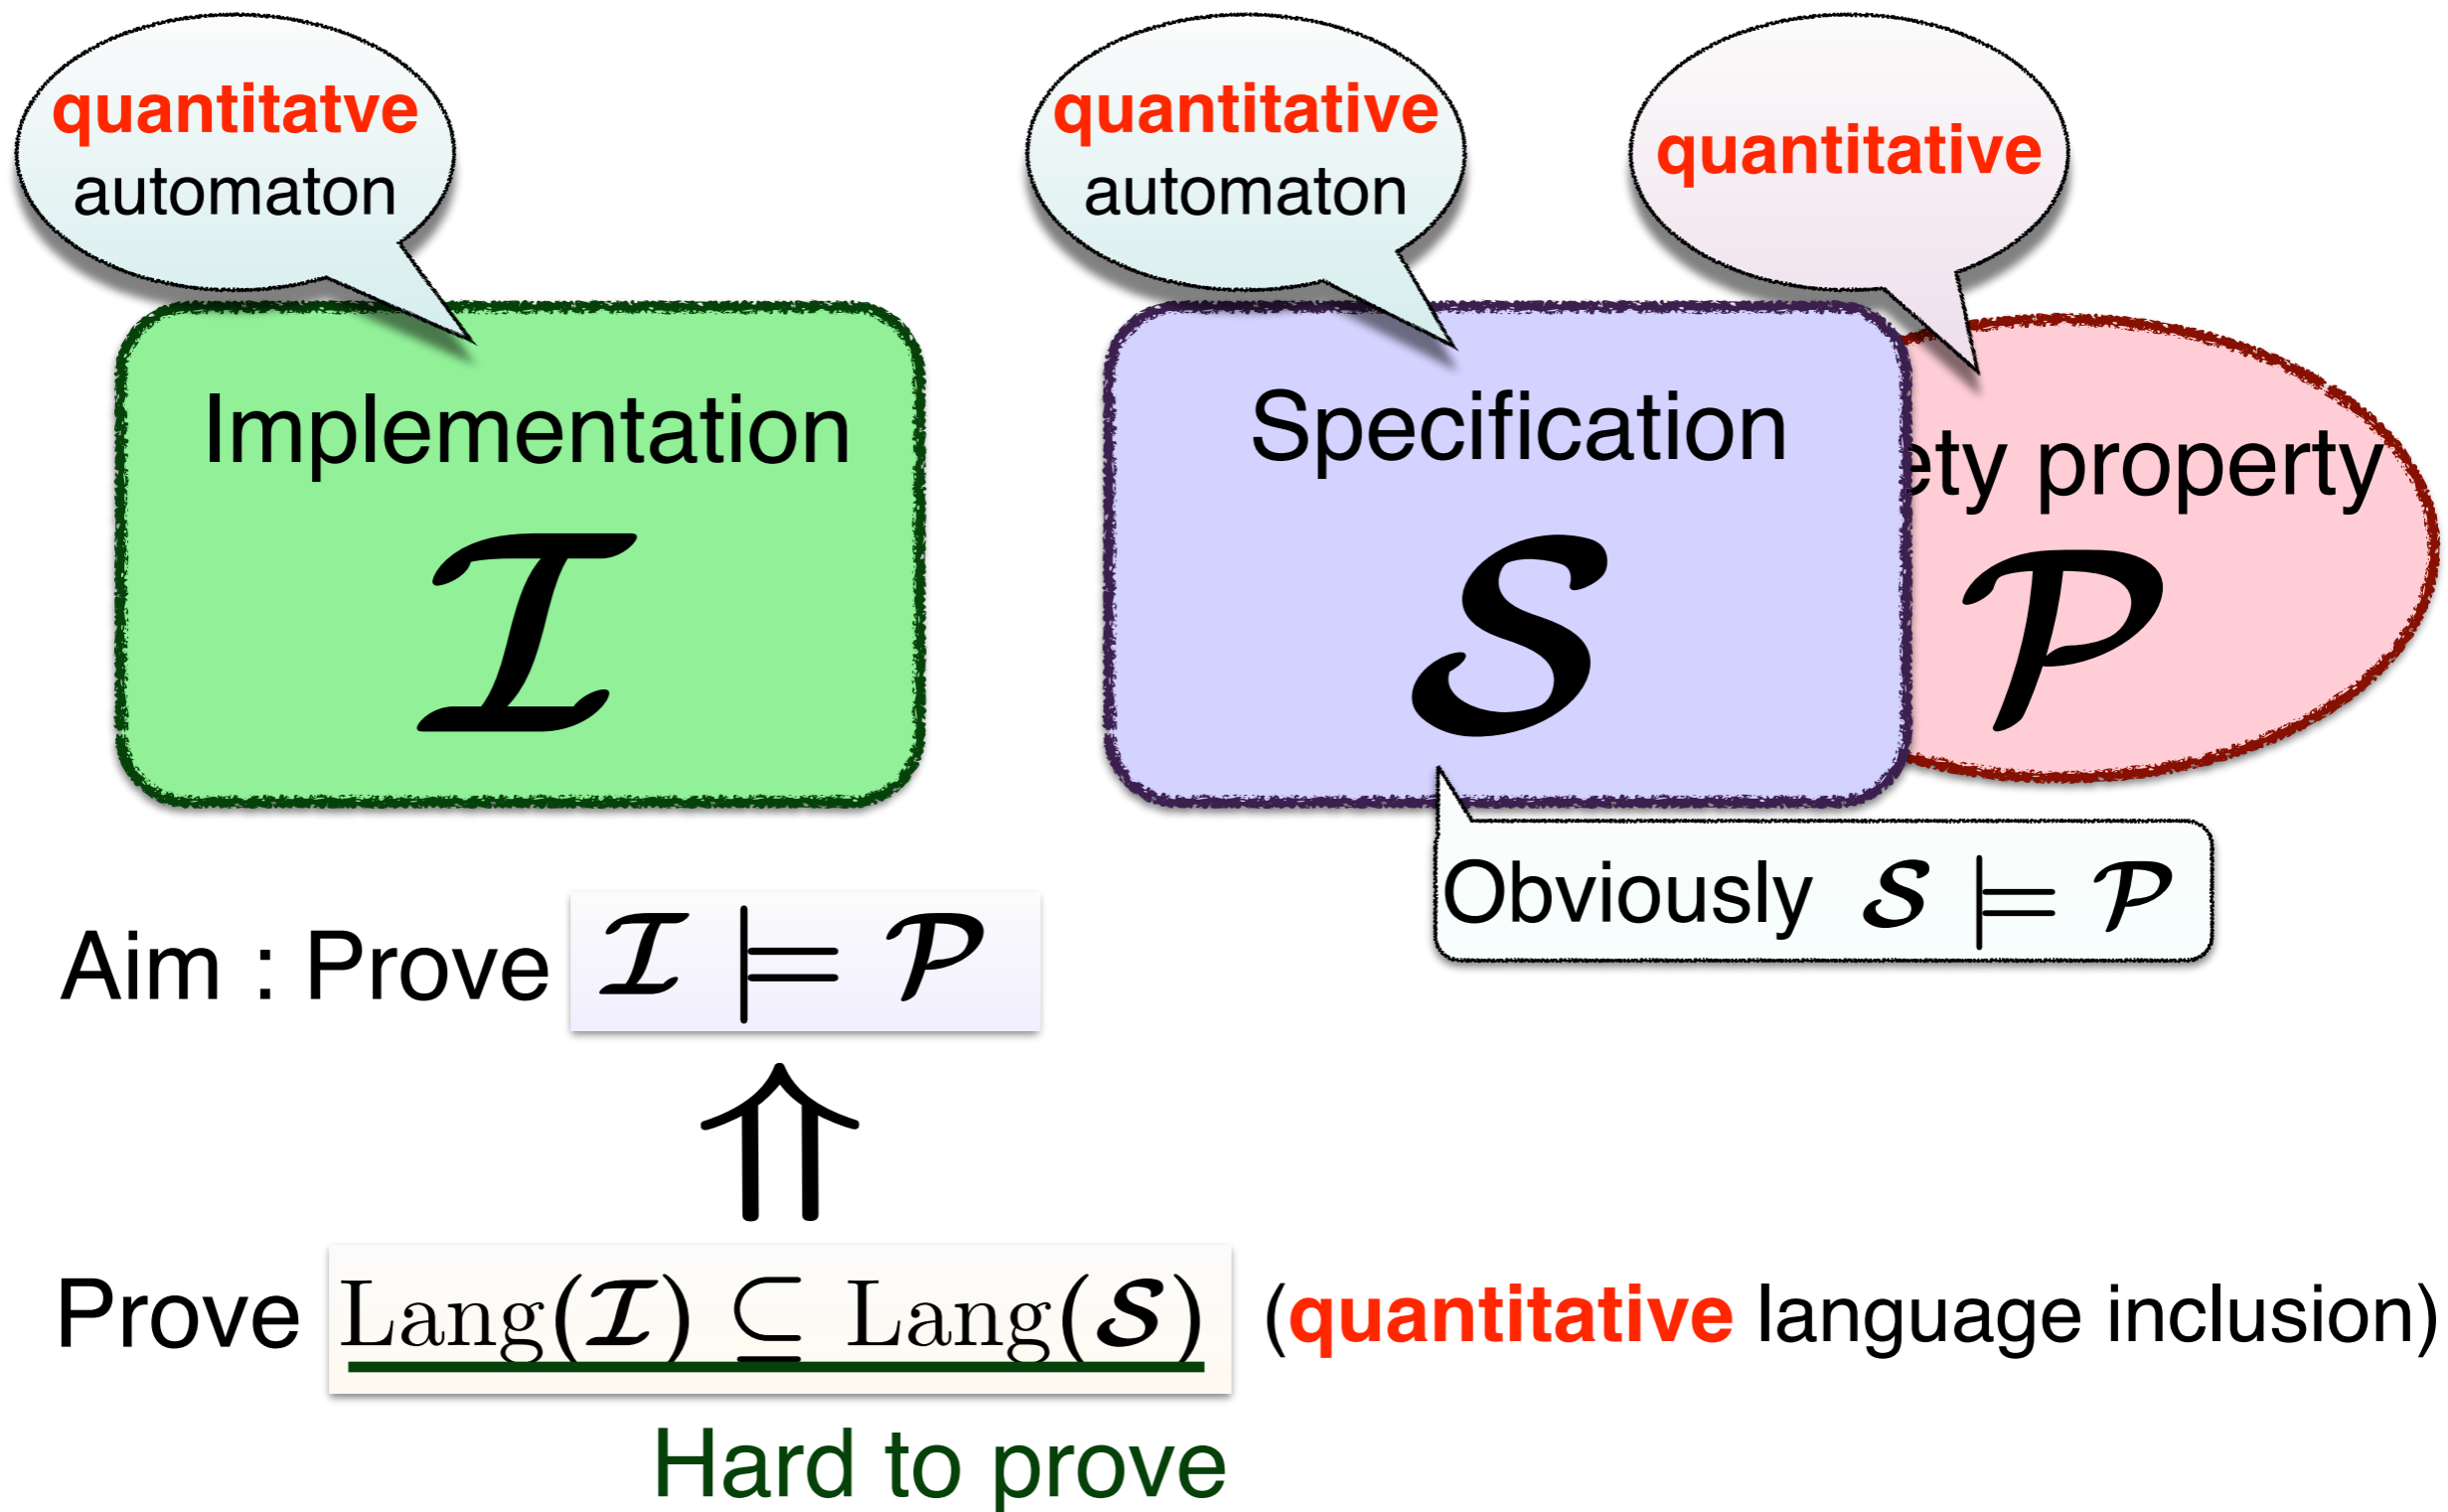 quantitatve
automaton
quantitative
automaton
quantitative
Implementation
ℐ
Specification
𝒮
ety property
𝒫
Obviously 𝒮 ⊨ 𝒫
Aim : Prove ℐ ⊨ 𝒫
⇑
Prove Lang(ℐ) ⊆ Lang(𝒮) (quantitative language inclusion)
Hard to prove